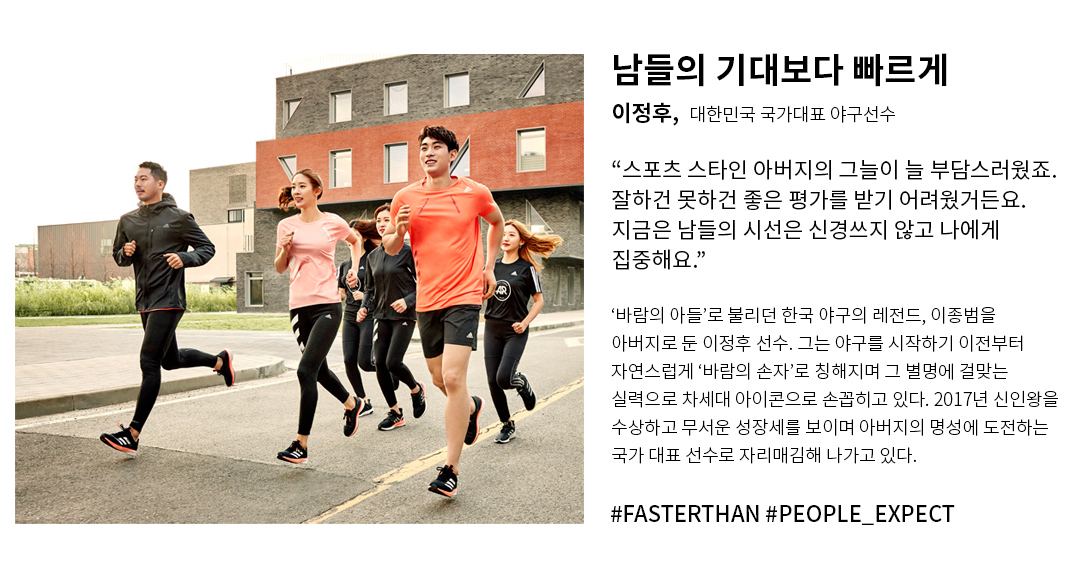 남들의 기대보다 빠르게
이정후, 대한민국 국가대표 야구선수
“스포츠 스타인 아버지의 그늘이 늘 부담스러웠죠.
잘하건 못하건 좋은 평가를 받기 어려웠거든요.
지금은 남들의 시선은 신경쓰지 않고 나에게
집중해요.”
‘바람의 아들’로 불리던 한국 야구의 레전드, 이종범을
아버지로 둔 이정후 선수. 그는 야구를 시작하기 이전부터
자연스럽게 ‘바람의 손자’로 칭해지며 그 별명에 걸맞는
실력으로 차세대 아이콘으로 손꼽히고 있다. 2017년 신인왕을
수상하고 무서운 성장세를 보이며 아버지의 명성에 도전하는
국가 대표 선수로 자리매김해 나가고 있다.
#FASTERTHAN #PEOPLE_EXPECT
AR